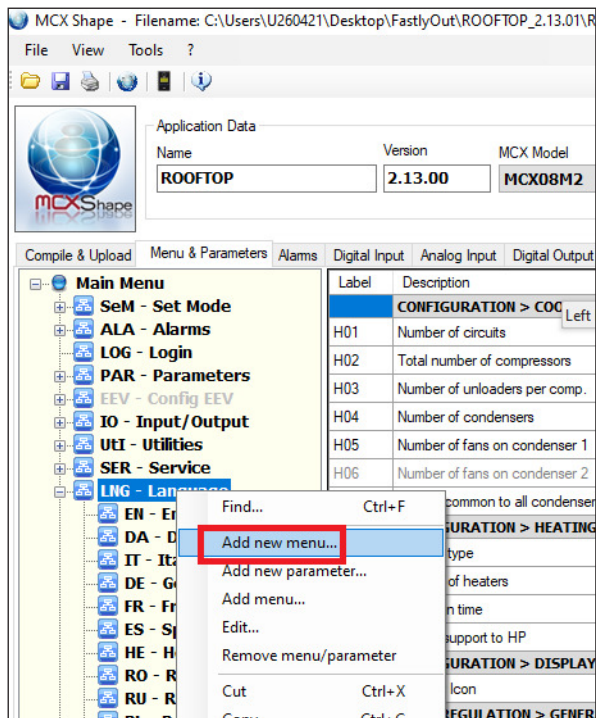 MCX Shape - Filename: C:\Users\U260421\Desktop\FastlyOut\ROOFTOP_2.13.01\R
File View Tools ?
Application Data
Name Version MCX Model
ROOFTOP 2.13.00 MCX08M2
MCXShape
Compile & Upload Menu & Parameters Alarms Digital Input Analog Input Digital Output
Main Menu
SeM - Set Mode
ALA - Alarms
LOG - Login
PAR - Parameters
EEV - Config EEV
IO - Input/Output
UtI - Utilities
SER - Service
LNG - Language
EN - En
DA - D
IT - Ita
DE - Ge
FR - Fr
ES - Sp
HE - H
RO - R
RU - R
Label Description
CONFIGURATION > COO
Left
H01 Number of circuits
H02 Total number of compressors
H03 Number of unloaders per comp.
H04 Number of condensers
H05 Number of fans on condenser 1
H06 Number of fans on condenser 2
common to all condenser
GURATION > HEATING
type
of heaters
n time
support to HP
GURATION > DISPLAY
Icon
REGULATION > GENER
Find... Ctrl+F
Add new menu...
Add new parameter...
Add menu...
Edit...
Remove menu/parameter
Cut Ctrl+X
Copy Ctrl+C